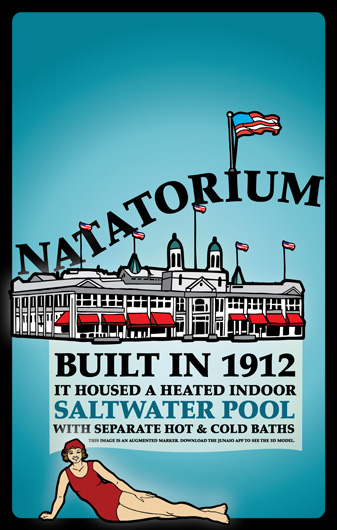 NATATORIUM
BUILT IN 1912
IT HOUSED A HEATED INDOOR
SALTWATER POOL
WITH SEPARATE HOT & COLD BATHS
THIS IMAGE IS AN AUGMENTED MARKER. DOWNLOAD THE JUNAIO APP TO SEE THE 3D MODEL.